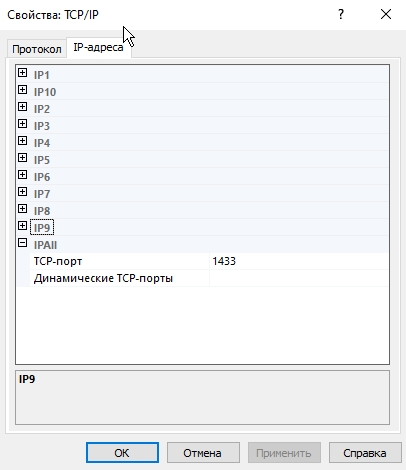 Свойства: TCP/IP
Протокол IP-адреса
IP1
IP10
IP2
IP3
IP4
IP5
IP6
IP7
IP8
IP9
IPAll
TCP-порт 1433
Динамические TCP-порты
IP9
ОК Отмена Применить Справка